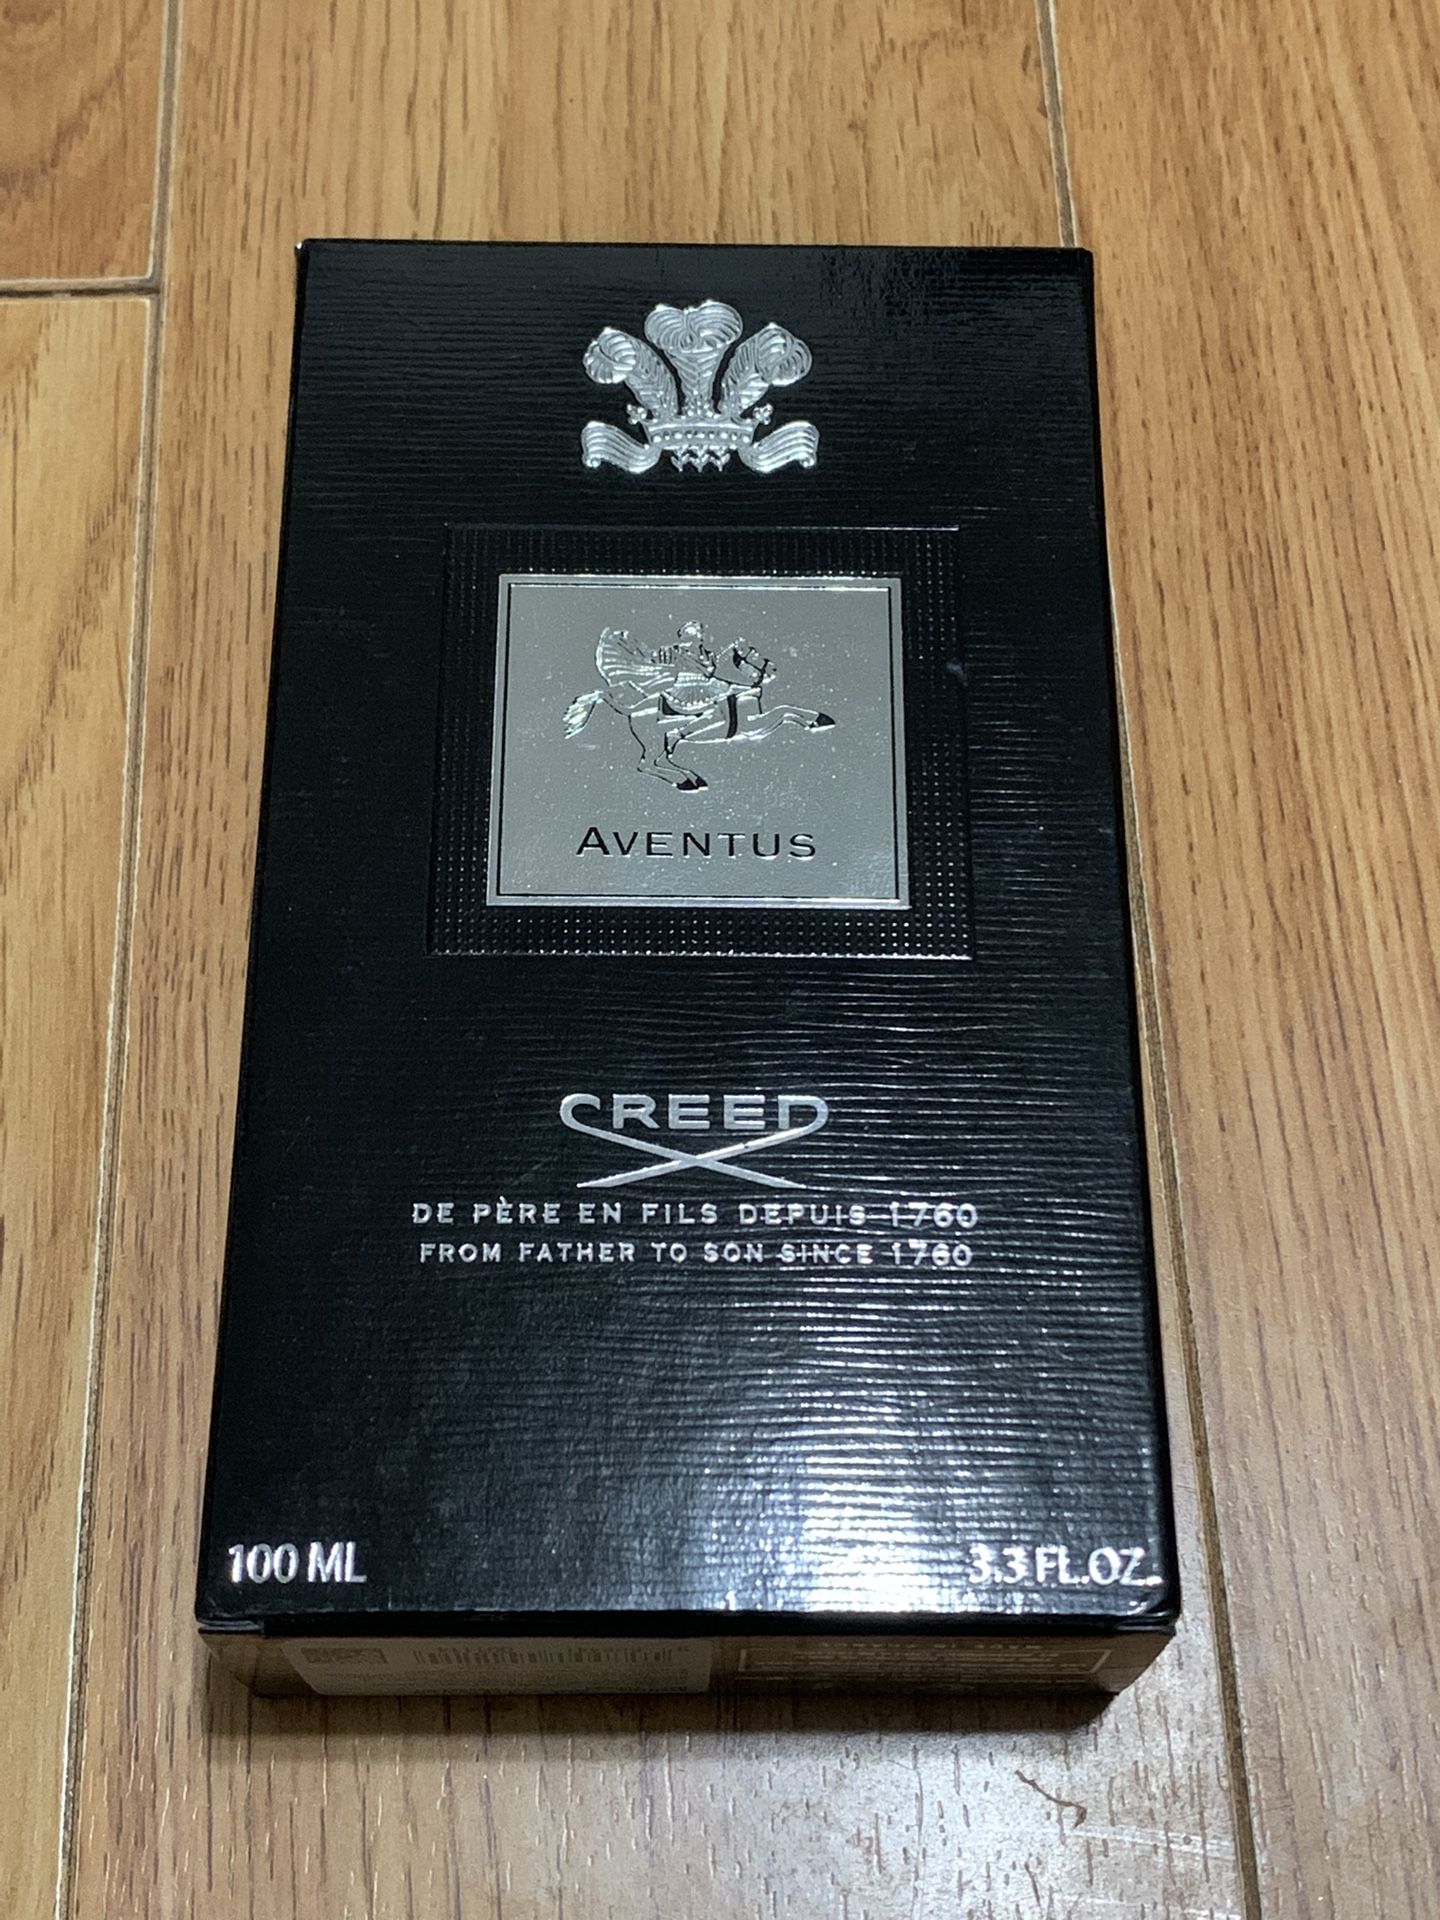 AVENTUS
CREED
DE PÈRE EN FILS DEPUIS 1760
FROM FATHER TO SON SINCE 1760
100 ML
3.3 FL.OZ.